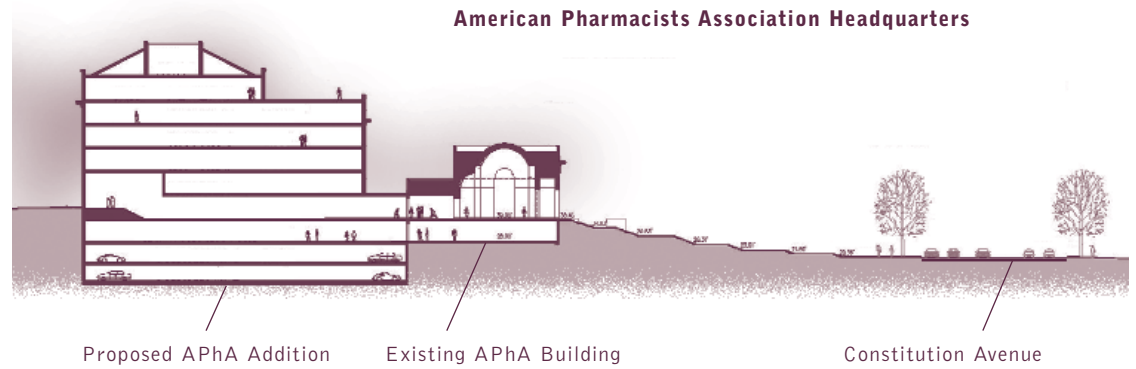 American Pharmacists Association Headquarters
Proposed APhA Addition
Existing APhA Building
Constitution Avenue